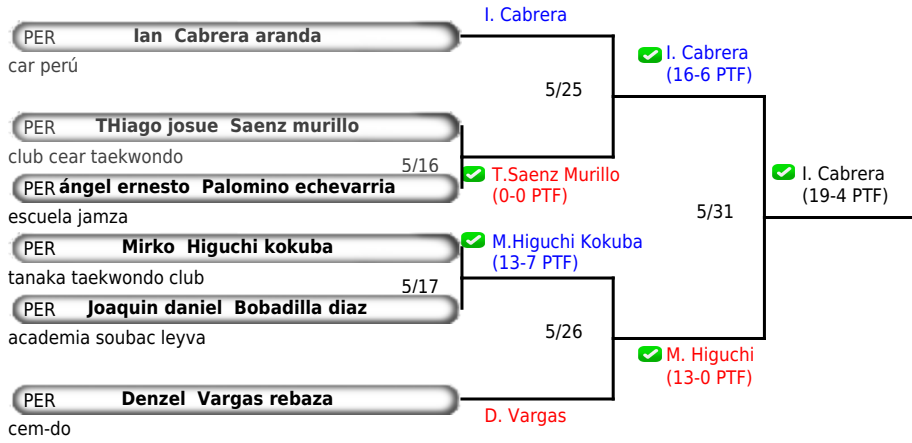 I. Cabrera
PER Ian Cabrera aranda
car perú
I. Cabrera
(16-6 PTF)
5/25
PER THiago josue Saenz murillo
club cear taekwondo
5/16
T.Saenz Murillo
(0-0 PTF)
PER ángel ernesto Palomino echevarria
escuela jamza
I. Cabrera
(19-4 PTF)
5/31
PER Mirko Higuchi kokuba
tanaka taekwondo club
M.Higuchi Kokuba
(13-7 PTF)
5/17
PER Joaquin daniel Bobadilla diaz
academia soubac leyva
5/26
M. Higuchi
(13-0 PTF)
PER Denzel Vargas rebaza
cem-do
D. Vargas